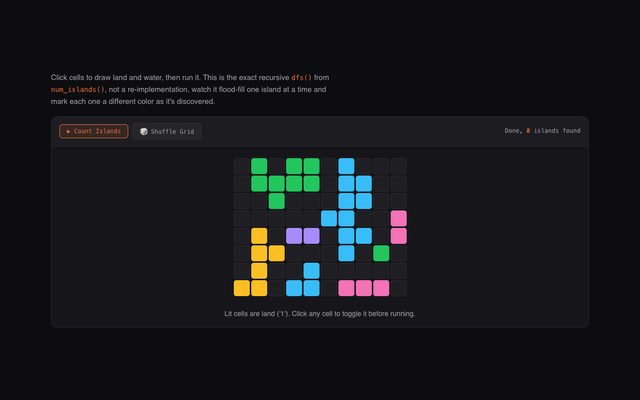 Click cells to draw land and water, then run it. This is the exact recursive dfs() from
num_islands(), not a re-implementation, watch it flood-fill one island at a time and
mark each one a different color as it's discovered.
▶ Count Islands
🎲 Shuffle Grid
Done, 8 islands found
Lit cells are land ('1'). Click any cell to toggle it before running.